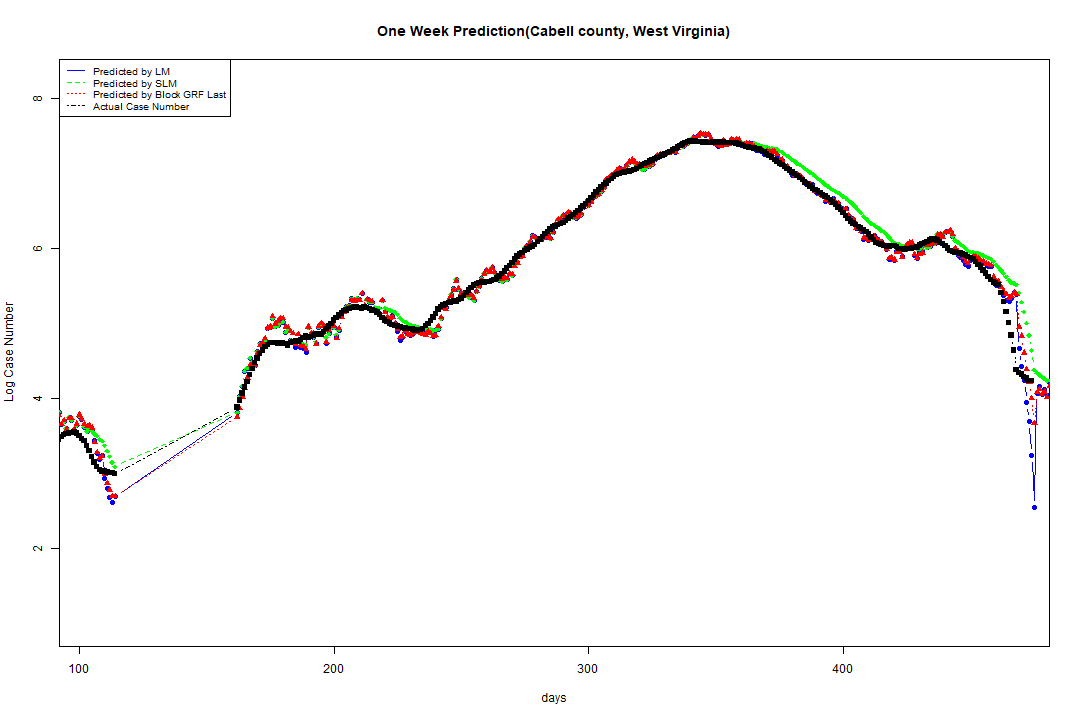 One Week Prediction(Cabell county, West Virginia)
Predicted by LM
Predicted by SLM
Predicted by Block GRF Last
Actual Case Number
8
6
4
2
Log Case Number
100 200 300 400
days